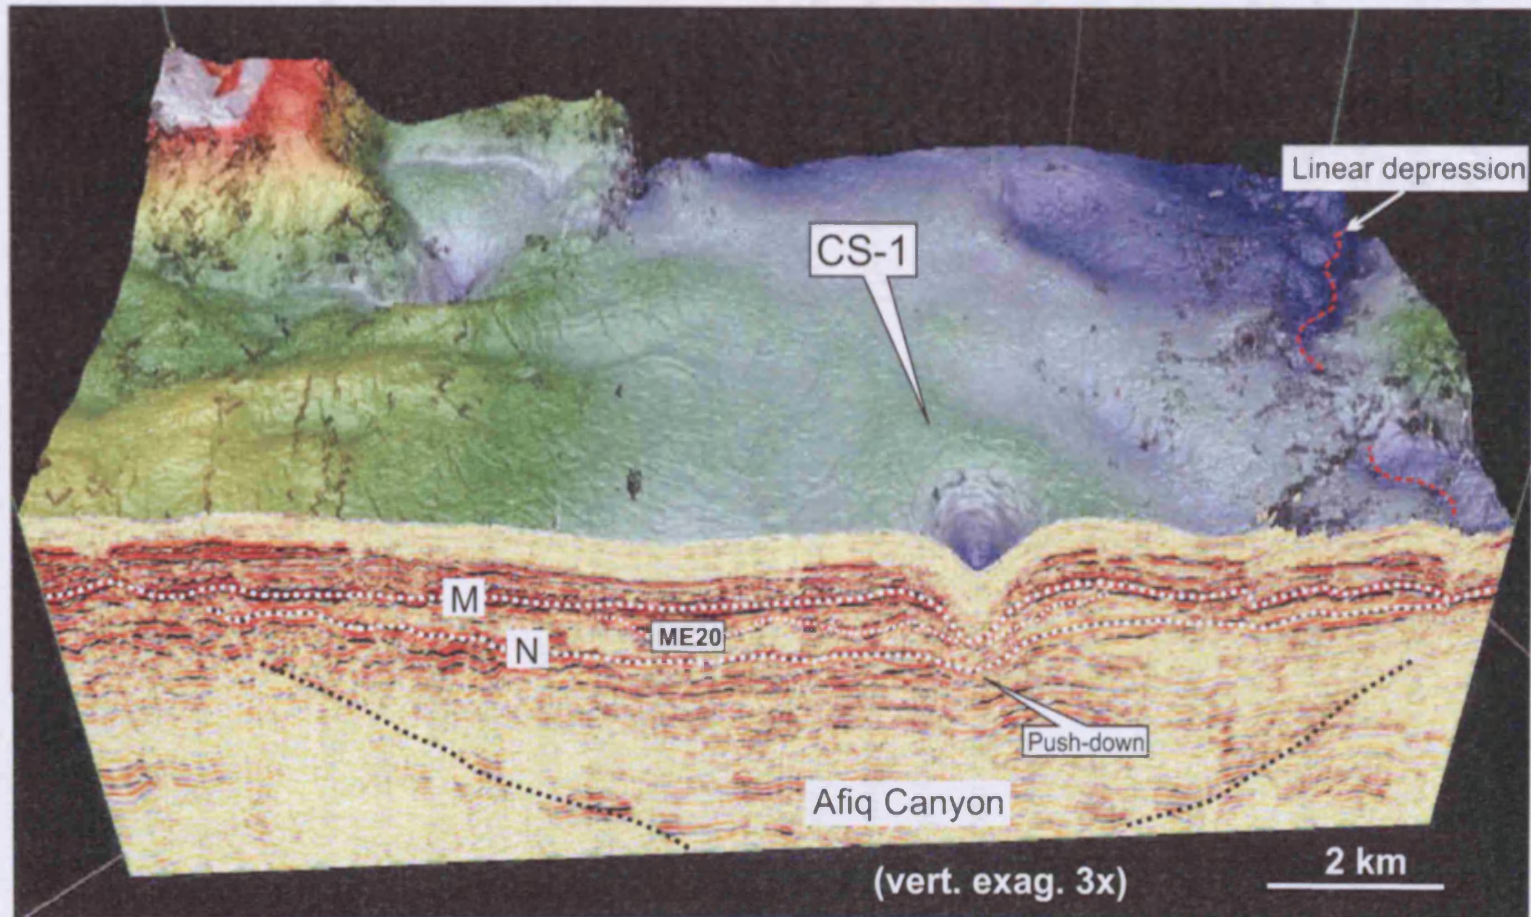 Linear depression
CS-1
M
ME20
N
Push-down
Afiq Canyon
(vert. exag. 3x)
2 km